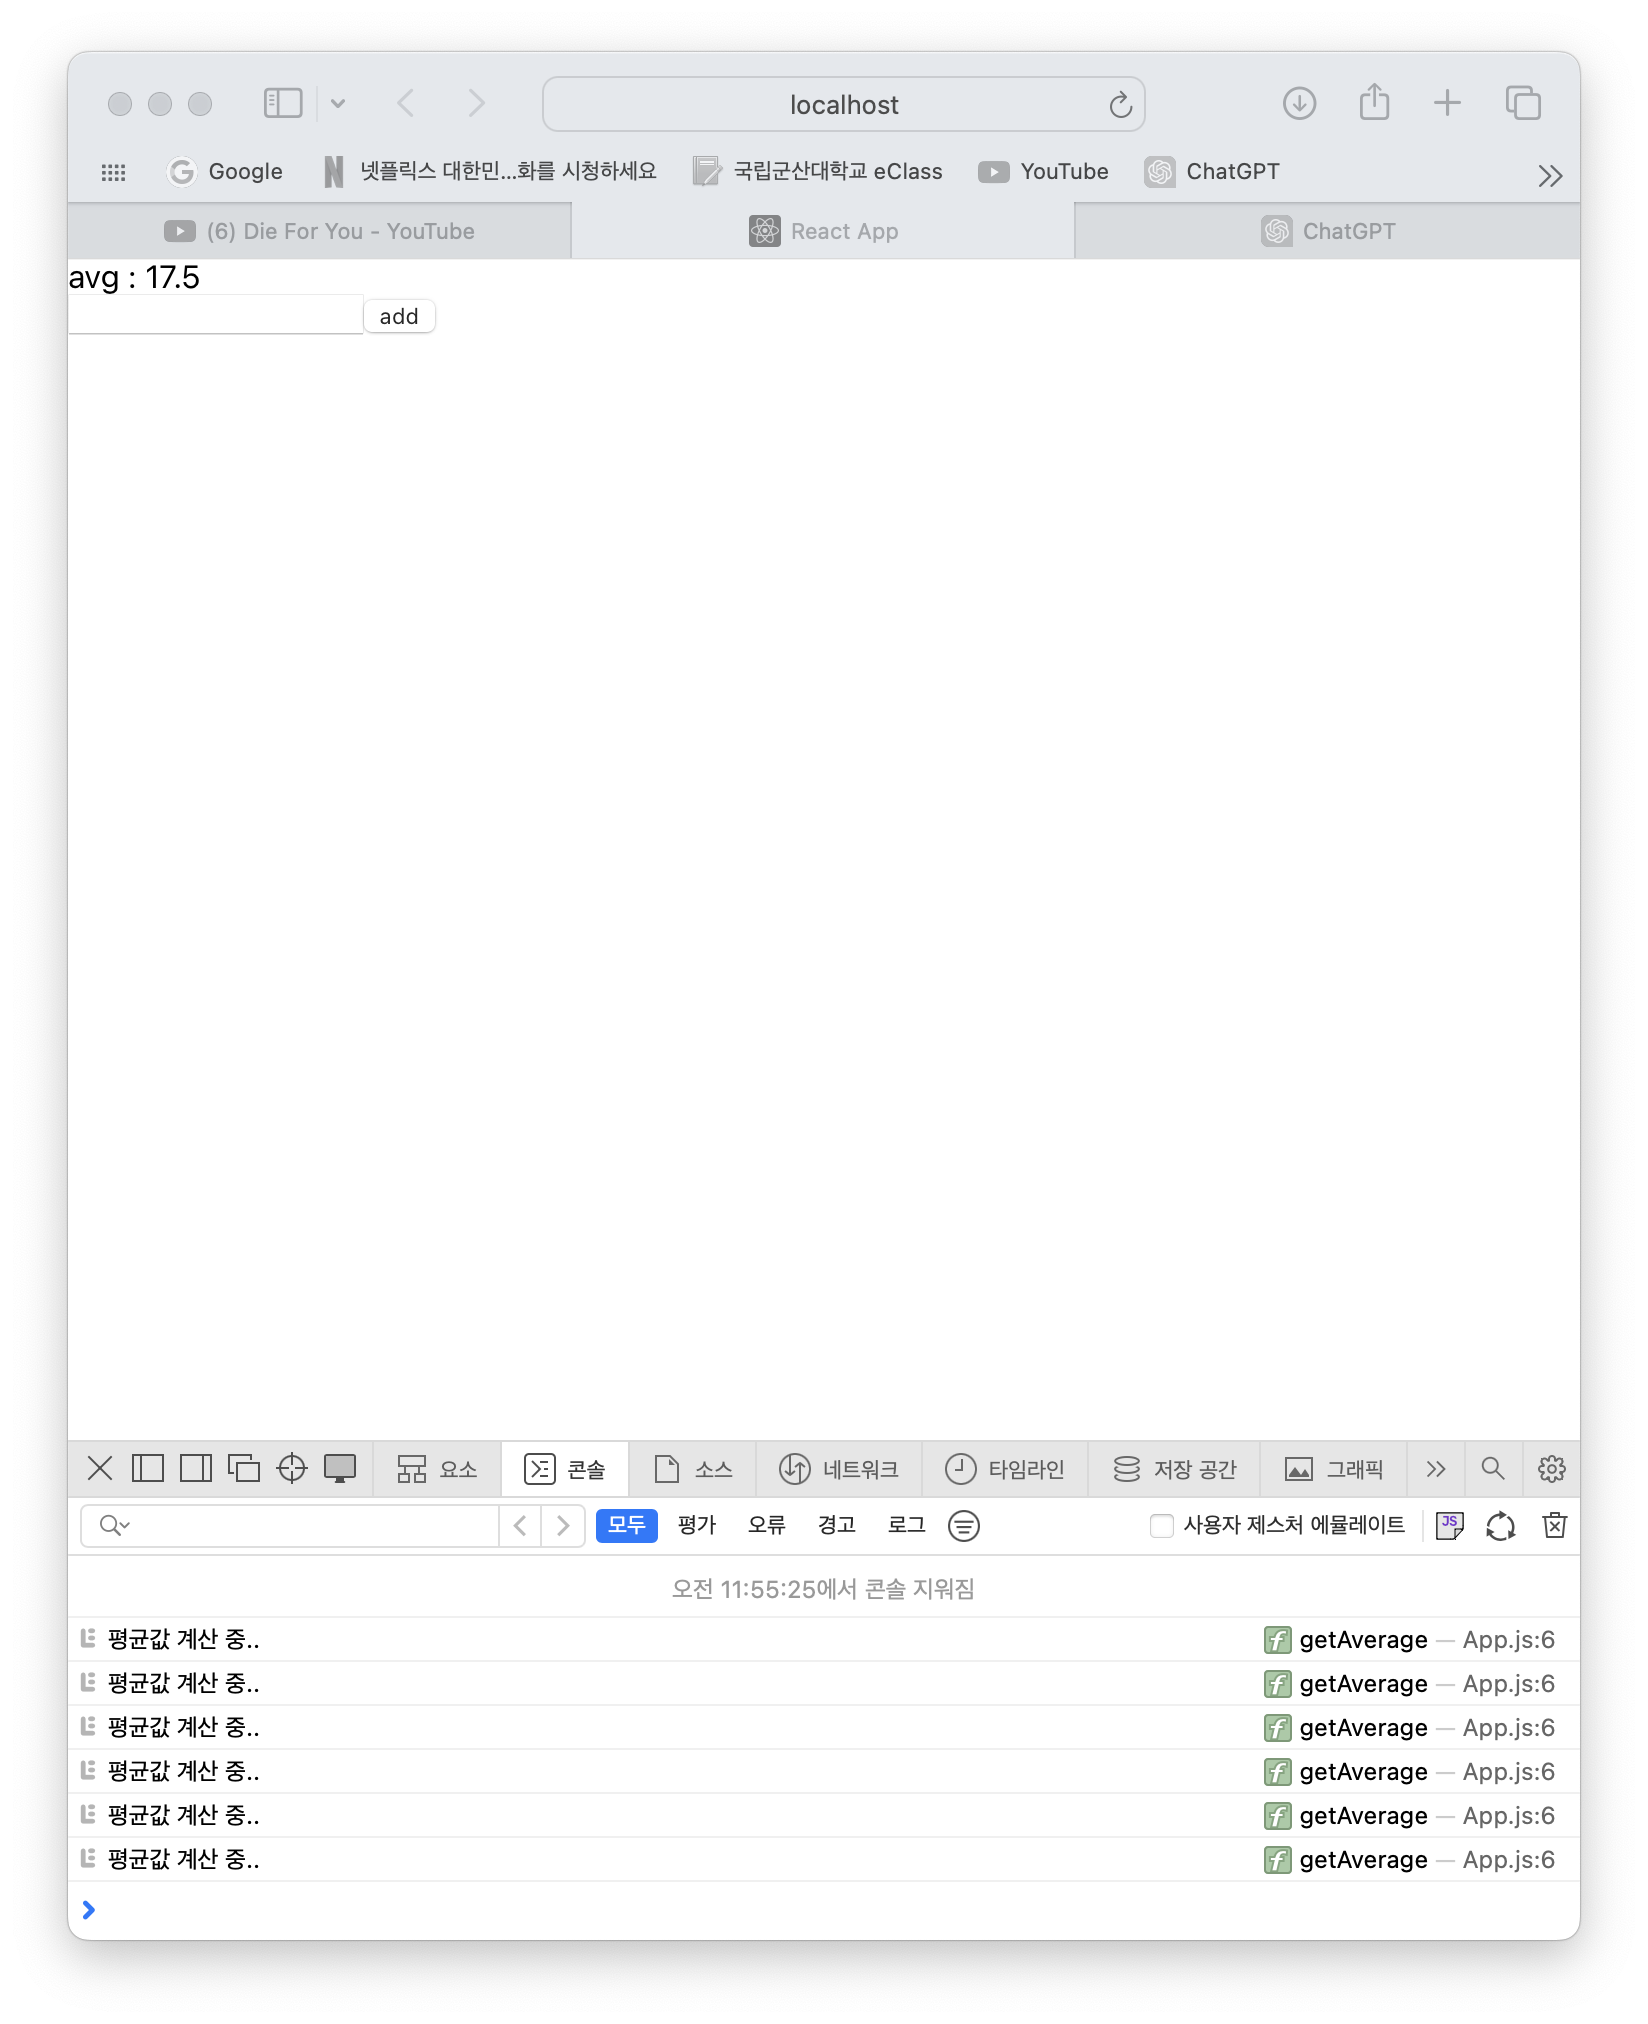 localhost
Google 넷플릭스 대한민...화를 시청하세요 국립군산대학교 eClass YouTube ChatGPT
(6) Die For You - YouTube React App ChatGPT
avg : 17.5
add
요소 콘솔 소스 네트워크 타임라인 저장 공간 그래픽
모두 평가 오류 경고 로그 사용자 제스처 에뮬레이트 JS
오전 11:55:25에서 콘솔 지워짐
평균값 계산 중.. f getAverage — App.js:6
평균값 계산 중.. f getAverage — App.js:6
평균값 계산 중.. f getAverage — App.js:6
평균값 계산 중.. f getAverage — App.js:6
평균값 계산 중.. f getAverage — App.js:6
평균값 계산 중.. f getAverage — App.js:6